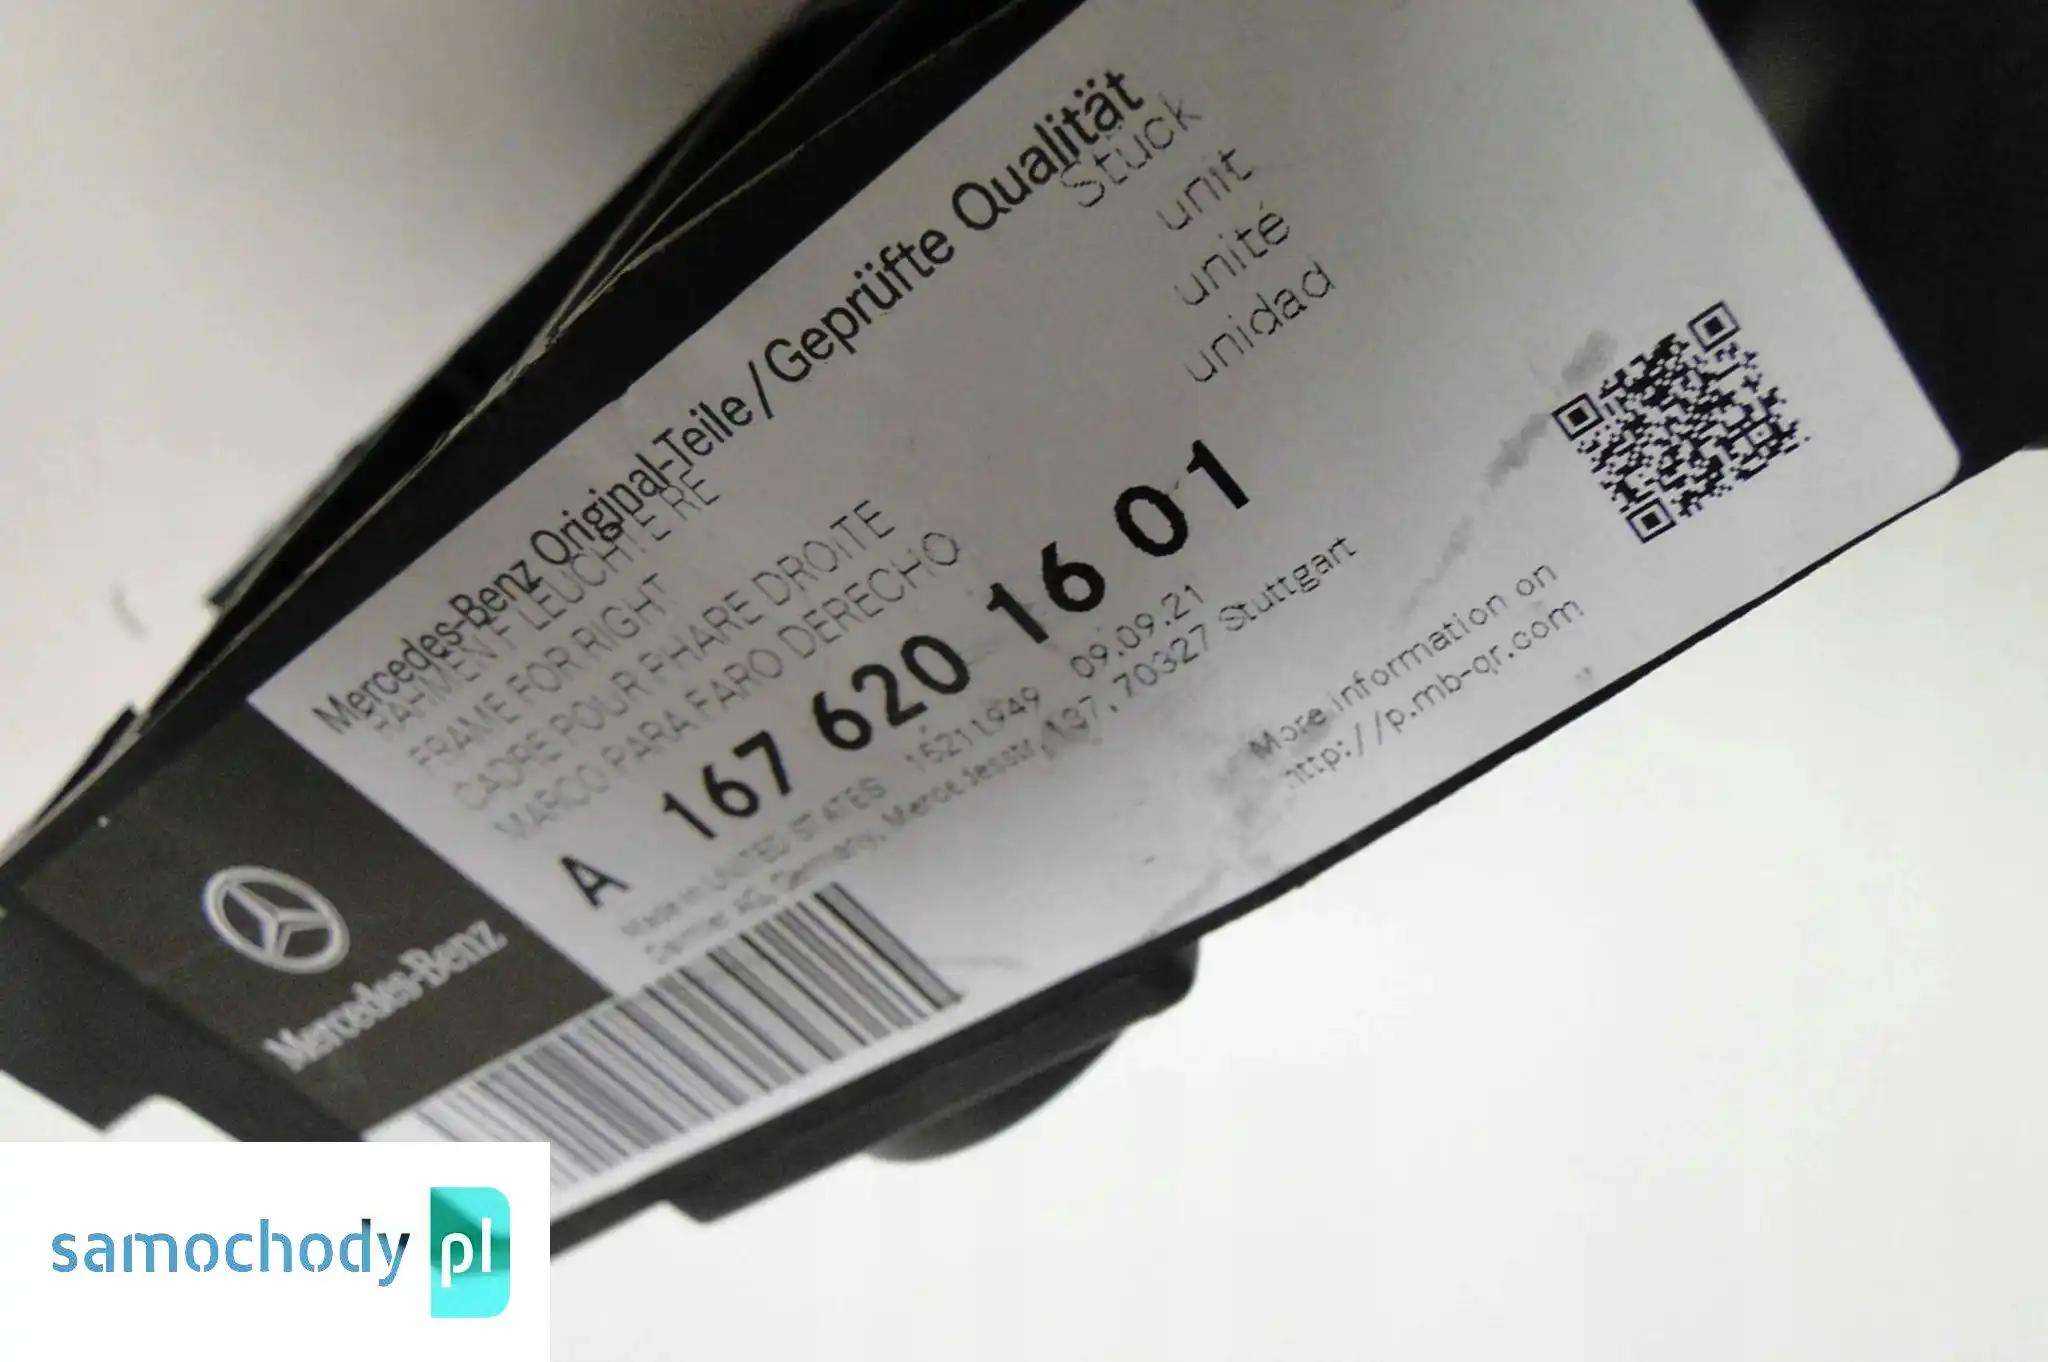 Mercedes-Benz Original-Teile / Geprüfte Qualität
RAHMEN F LEUCHTE RE
Stück
FRAME FOR RIGHT
unit
CADRE POUR PHARE DROITE
unité
MARCO PARA FARO DERECHO
unidad
A 167 620 16 01
Made in UNITED STATES 15211L949 09.09.21
Daimler AG, Germany, Mercedesstr. 137, 70327 Stuttgart
More information on
http://p.mb-qr.com
Mercedes-Benz
samochody pl